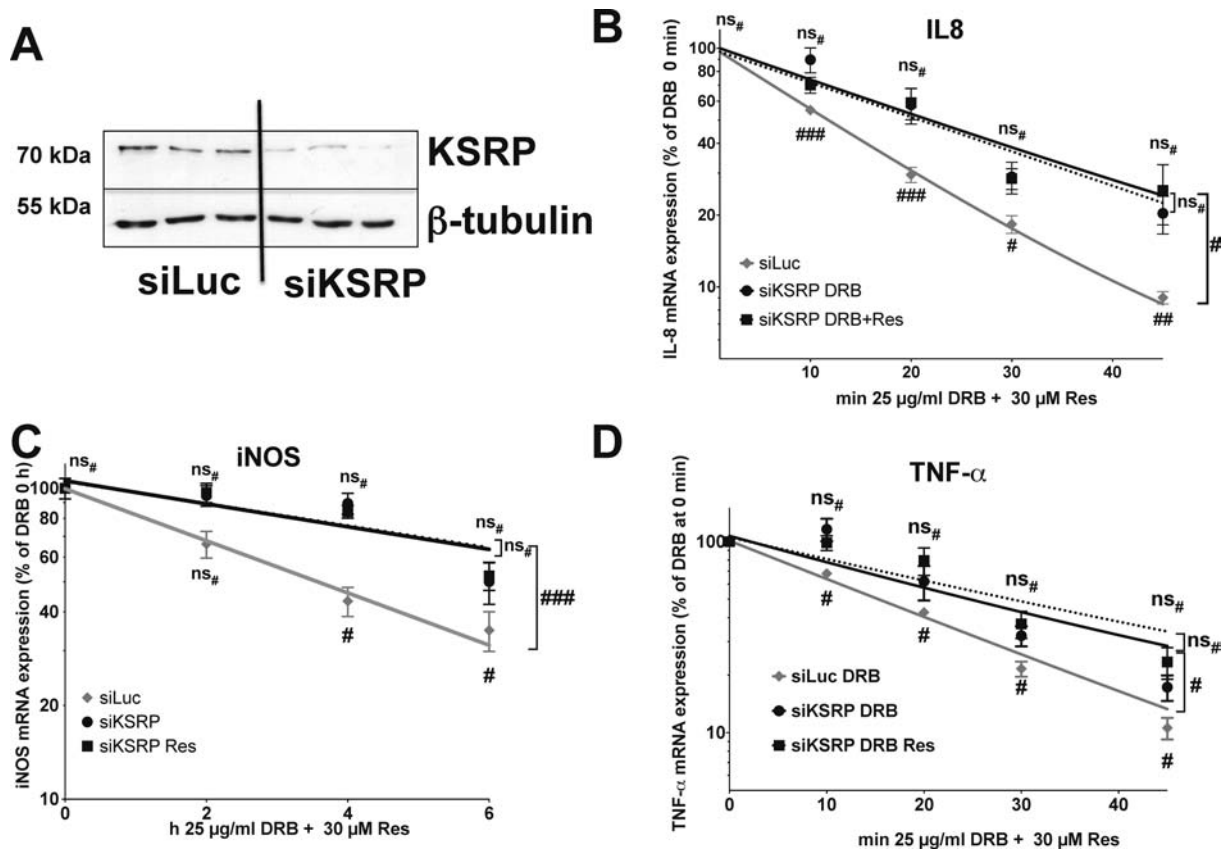 A
70 kDa
KSRP
55 kDa
β-tubulin
siLuc
siKSRP
B
IL8
IL-8 mRNA expression (% of DRB 0 min)
ns#
ns#
ns#
ns#
ns#
100
80
60
40
20
10
###
###
#
##
ns#
#
siLuc
siKSRP DRB
siKSRP DRB+Res
10 20 30 40
min 25 µg/ml DRB + 30 µM Res
C
iNOS
iNOS mRNA expression (% of DRB 0 h)
ns#
ns#
ns#
ns#
100
80
60
40
20
10
ns#
#
#
ns#
###
siLuc
siKSRP
siKSRP Res
0 2 4 6
h 25 µg/ml DRB + 30 µM Res
D
TNF-α
TNF-α mRNA expression (% of DRB at 0 min)
ns#
ns#
ns#
ns#
100
10
#
#
#
#
ns#
#
siLuc DRB
siKSRP DRB
siKSRP DRB Res
0 10 20 30 40
min 25 µg/ml DRB + 30 µM Res